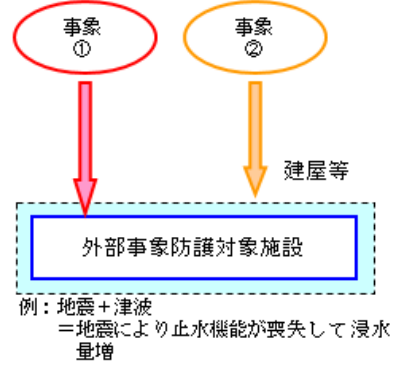 事象
①
事象
②
建屋等
外部事象防護対象施設
例：地震＋津波
＝地震により止水機能が喪失して浸水
量増